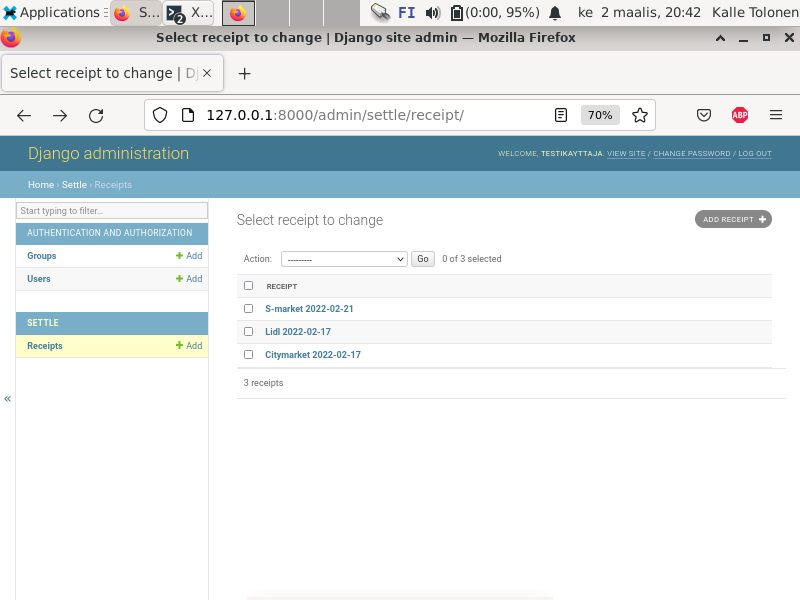 Applications S... X... 2 FI (0:00, 95%) ke 2 maalis, 20:42 Kalle Tolonen
Select receipt to change | Django site admin — Mozilla Firefox
Select receipt to change | Dj
127.0.0.1:8000/admin/settle/receipt/ 70% ABP
Django administration
WELCOME, TESTIKAYTTAJA. VIEW SITE / CHANGE PASSWORD / LOG OUT
Home › Settle › Receipts
Start typing to filter...
AUTHENTICATION AND AUTHORIZATION
Groups + Add
Users + Add
SETTLE
Receipts + Add
«
Select receipt to change
ADD RECEIPT +
Action: --------- Go 0 of 3 selected
RECEIPT
S-market 2022-02-21
Lidl 2022-02-17
Citymarket 2022-02-17
3 receipts